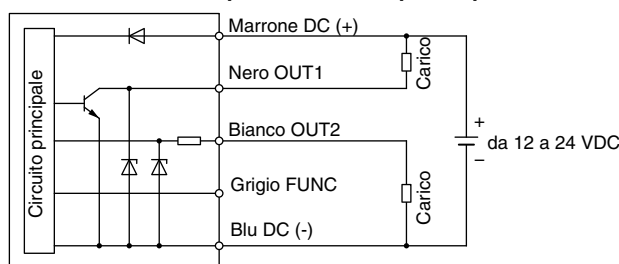 Marrone DC (+)
Nero OUT1
Carico
Bianco OUT2
+
da 12 a 24 VDC
–
Circuito principale
Grigio FUNC
Carico
Blu DC (-)